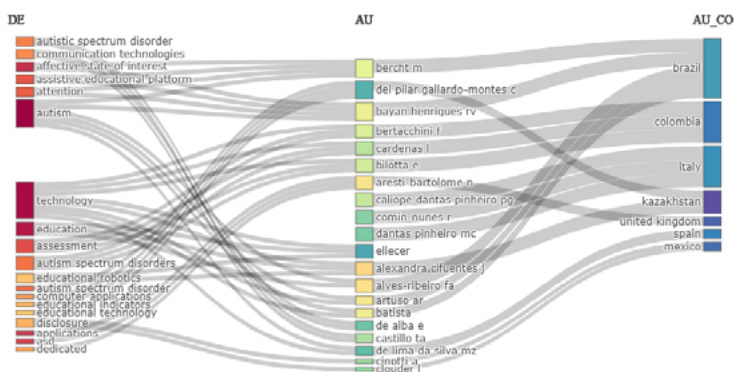 DE
AU
AU_CO
autistic spectrum disorder
communication technologies
affective state of interest
assistive educational platform
attention
autism
technology
education
assessment
autism spectrum disorders
educational robotics
autism spectrum disorder
computer applications
educational indicators
educational technology
disclosure
applications
asd
dedicated
bercht m
del pilar gallardo-montes c
bayan henriques rv
bertacchini f
cardenas l
bilotta e
aresti-bartolome n
caliope dantas pinheiro pg
comin nunes r
dantas pinheiro mc
ellecer
alexandra cifuentes j
alves-ribeiro fa
artuso ar
batista
de alba e
castillo ta
de lima da silva mz
cinotti a
clouder l
brazil
colombia
italy
kazakhstan
united kingdom
spain
mexico